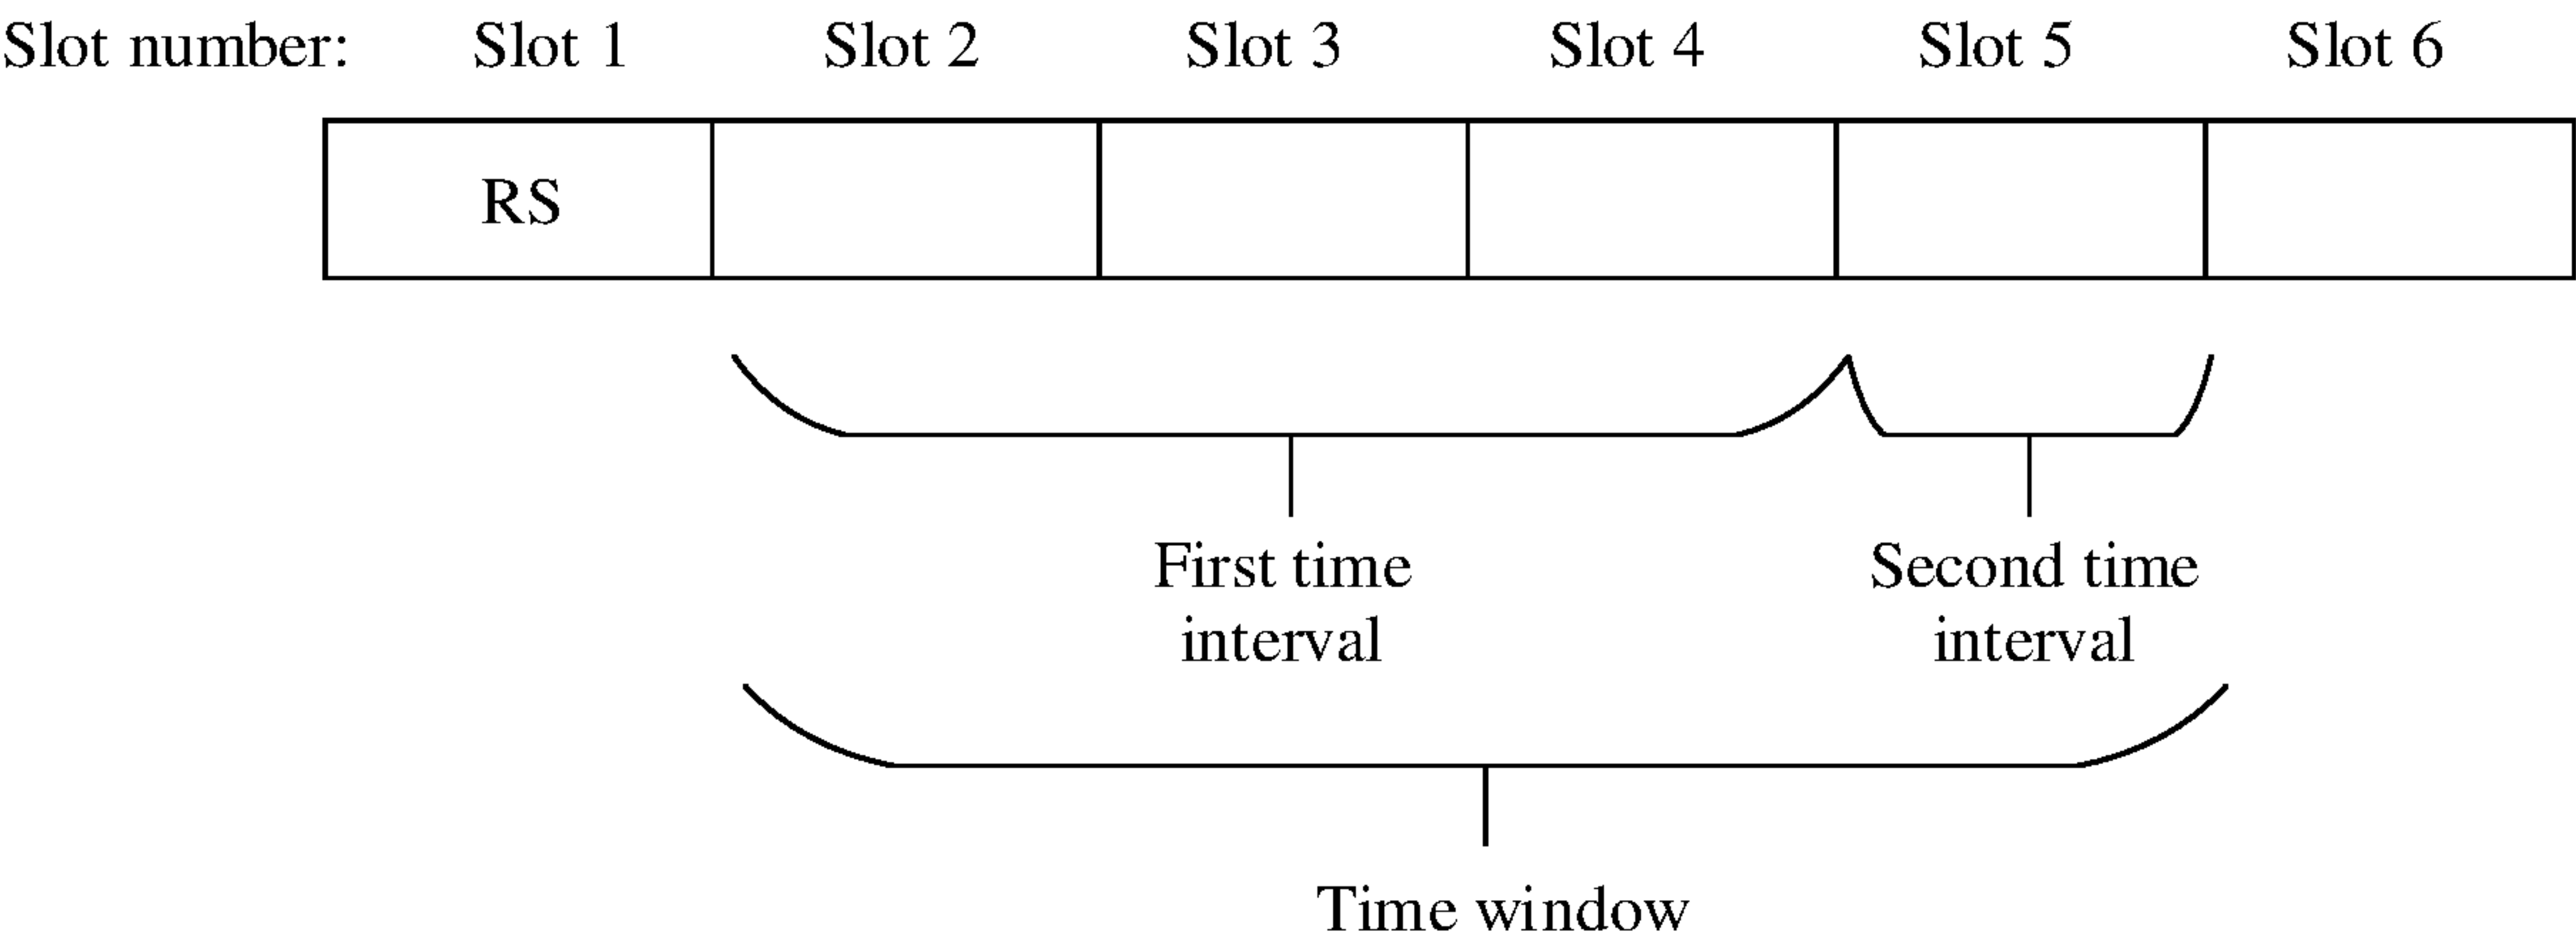 Slot number: Slot 1 Slot 2 Slot 3 Slot 4 Slot 5 Slot 6
RS
First time
interval
Second time
interval
Time window